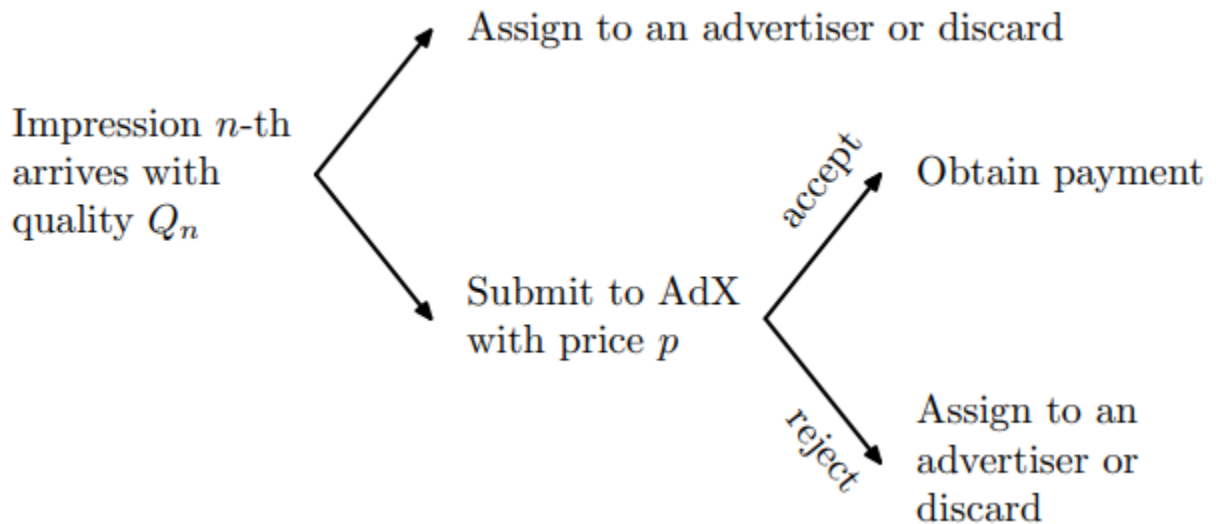 Assign to an advertiser or discard
Impression n-th
arrives with
quality Qₙ
accept
Obtain payment
Submit to AdX
with price p
reject
Assign to an
advertiser or
discard